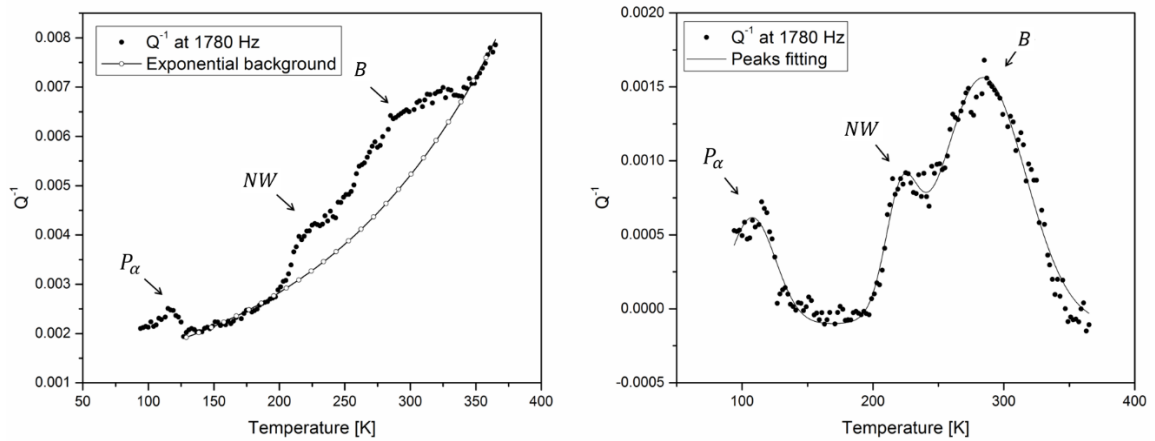 Q⁻¹ at 1780 Hz
Exponential background
0.008
0.007
0.006
0.005
0.004
0.003
0.002
0.001
Q⁻¹
P_α
NW
B
50 100 150 200 250 300 350 400
Temperature [K]
Q⁻¹ at 1780 Hz
Peaks fitting
0.0020
0.0015
0.0010
0.0005
0.0000
-0.0005
Q⁻¹
P_α
NW
B
100 200 300 400
Temperature [K]